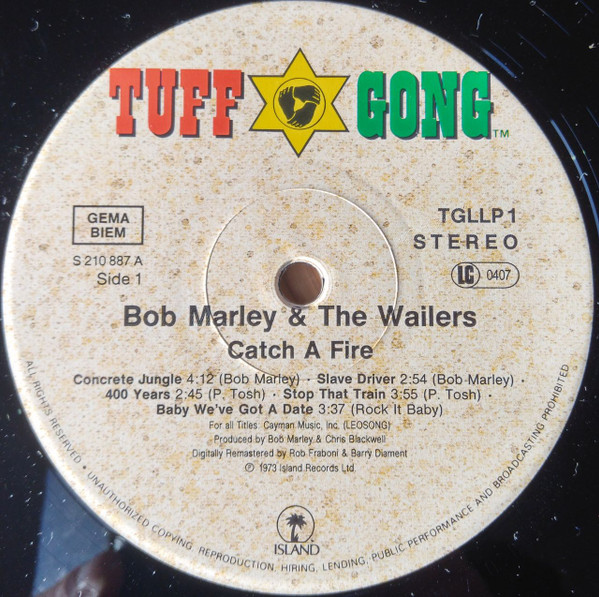 TUFF GONG™
GEMA
BIEM
S 210 887 A
Side 1
TGLLP1
STEREO
LC 0407
Bob Marley & The Wailers
Catch A Fire
Concrete Jungle 4:12 (Bob Marley) · Slave Driver 2:54 (Bob Marley) ·
400 Years 2:45 (P. Tosh) · Stop That Train 3:55 (P. Tosh) ·
Baby We've Got A Date 3:37 (Rock It Baby)
For all Titles: Cayman Music, Inc. (LEOSONG)
Produced by Bob Marley & Chris Blackwell
Digitally Remastered by Rob Fraboni & Barry Diament
℗ 1973 Island Records Ltd.
ISLAND
ALL RIGHTS RESERVED • UNAUTHORIZED COPYING, REPRODUCTION, HIRING, LENDING, PUBLIC PERFORMANCE AND BROADCASTING PROHIBITED